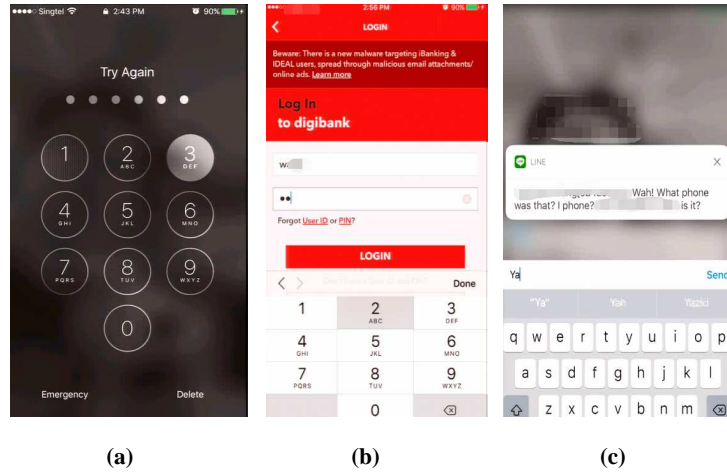 Singtel 2:43 PM 90%
Try Again
1
2
ABC
3
DEF
4
GHI
5
JKL
6
MNO
7
PQRS
8
TUV
9
WXYZ
0
Emergency Delete
(a)
2:56 PM 90%
LOGIN
Beware: There is a new malware targeting iBanking &
IDEAL users, spread through malicious email attachments/
online ads. Learn more
Log In
to digibank
Forgot User ID or PIN?
LOGIN
Done
1
2
ABC
3
DEF
4
GHI
5
JKL
6
MNO
7
PQRS
8
TUV
9
WXYZ
0
(b)
LINE
Wah! What phone
was that? I phone? is it?
Ya Send
"Ya" Yah Yaziki
q w e r t y u i o p
a s d f g h j k l
z x c v b n m
(c)